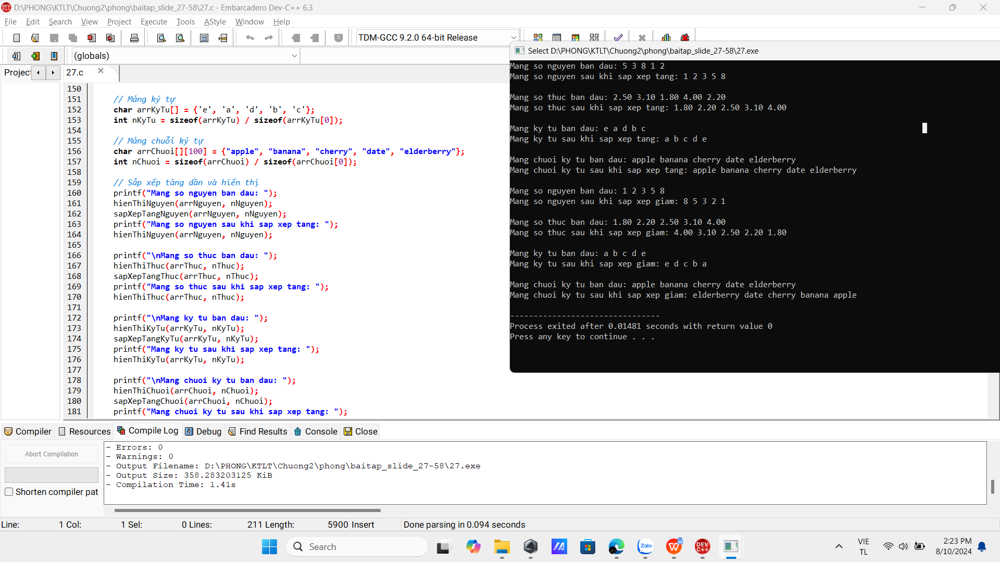 D:\PHONG\KTLT\Chuong2\phong\baitap_slide_27-58\27.c - Embarcadero Dev-C++ 6.3
File Edit Search View Project Execute Tools AStyle Window Help
TDM-GCC 9.2.0 64-bit Release
(globals)
Projec
27.c
150
151 // Mảng ký tự
152 char arrKyTu[] = {'e', 'a', 'd', 'b', 'c'};
153 int nKyTu = sizeof(arrKyTu) / sizeof(arrKyTu[0]);
154
155 // Mảng chuỗi ký tự
156 char arrChuoi[][100] = {"apple", "banana", "cherry", "date", "elderberry"};
157 int nChuoi = sizeof(arrChuoi) / sizeof(arrChuoi[0]);
158
159 // Sắp xếp tăng dần và hiển thị
160 printf("Mang so nguyen ban dau: ");
161 hienThiNguyen(arrNguyen, nNguyen);
162 sapXepTangNguyen(arrNguyen, nNguyen);
163 printf("Mang so nguyen sau khi sap xep tang: ");
164 hienThiNguyen(arrNguyen, nNguyen);
165
166 printf("\nMang so thuc ban dau: ");
167 hienThiThuc(arrThuc, nThuc);
168 sapXepTangThuc(arrThuc, nThuc);
169 printf("Mang so thuc sau khi sap xep tang: ");
170 hienThiThuc(arrThuc, nThuc);
171
172 printf("\nMang ky tu ban dau: ");
173 hienThiKyTu(arrKyTu, nKyTu);
174 sapXepTangKyTu(arrKyTu, nKyTu);
175 printf("Mang ky tu sau khi sap xep tang: ");
176 hienThiKyTu(arrKyTu, nKyTu);
177
178 printf("\nMang chuoi ky tu ban dau: ");
179 hienThiChuoi(arrChuoi, nChuoi);
180 sapXepTangChuoi(arrChuoi, nChuoi);
181 printf("Mang chuoi ky tu sau khi sap xep tang: ");
Select D:\PHONG\KTLT\Chuong2\phong\baitap_slide_27-58\27.exe
Mang so nguyen ban dau: 5 3 8 1 2
Mang so nguyen sau khi sap xep tang: 1 2 3 5 8
Mang so thuc ban dau: 2.50 3.10 1.80 4.00 2.20
Mang so thuc sau khi sap xep tang: 1.80 2.20 2.50 3.10 4.00
Mang ky tu ban dau: e a d b c
Mang ky tu sau khi sap xep tang: a b c d e
Mang chuoi ky tu ban dau: apple banana cherry date elderberry
Mang chuoi ky tu sau khi sap xep tang: apple banana cherry date elderberry
Mang so nguyen ban dau: 1 2 3 5 8
Mang so nguyen sau khi sap xep giam: 8 5 3 2 1
Mang so thuc ban dau: 1.80 2.20 2.50 3.10 4.00
Mang so thuc sau khi sap xep giam: 4.00 3.10 2.50 2.20 1.80
Mang ky tu ban dau: a b c d e
Mang ky tu sau khi sap xep giam: e d c b a
Mang chuoi ky tu ban dau: apple banana cherry date elderberry
Mang chuoi ky tu sau khi sap xep giam: elderberry date cherry banana apple
--------------------------------
Process exited after 0.01481 seconds with return value 0
Press any key to continue . . .
Compiler Resources Compile Log Debug Find Results Console Close
Abort Compilation
Shorten compiler pat
- Errors: 0
- Warnings: 0
- Output Filename: D:\PHONG\KTLT\Chuong2\phong\baitap_slide_27-58\27.exe
- Output Size: 358.283203125 KiB
- Compilation Time: 1.41s
Line: 1 Col: 1 Sel: 0 Lines: 211 Length: 5900 Insert Done parsing in 0.094 seconds
Search
Zalo
DEV C++
VIE
TL
2:23 PM
8/10/2024